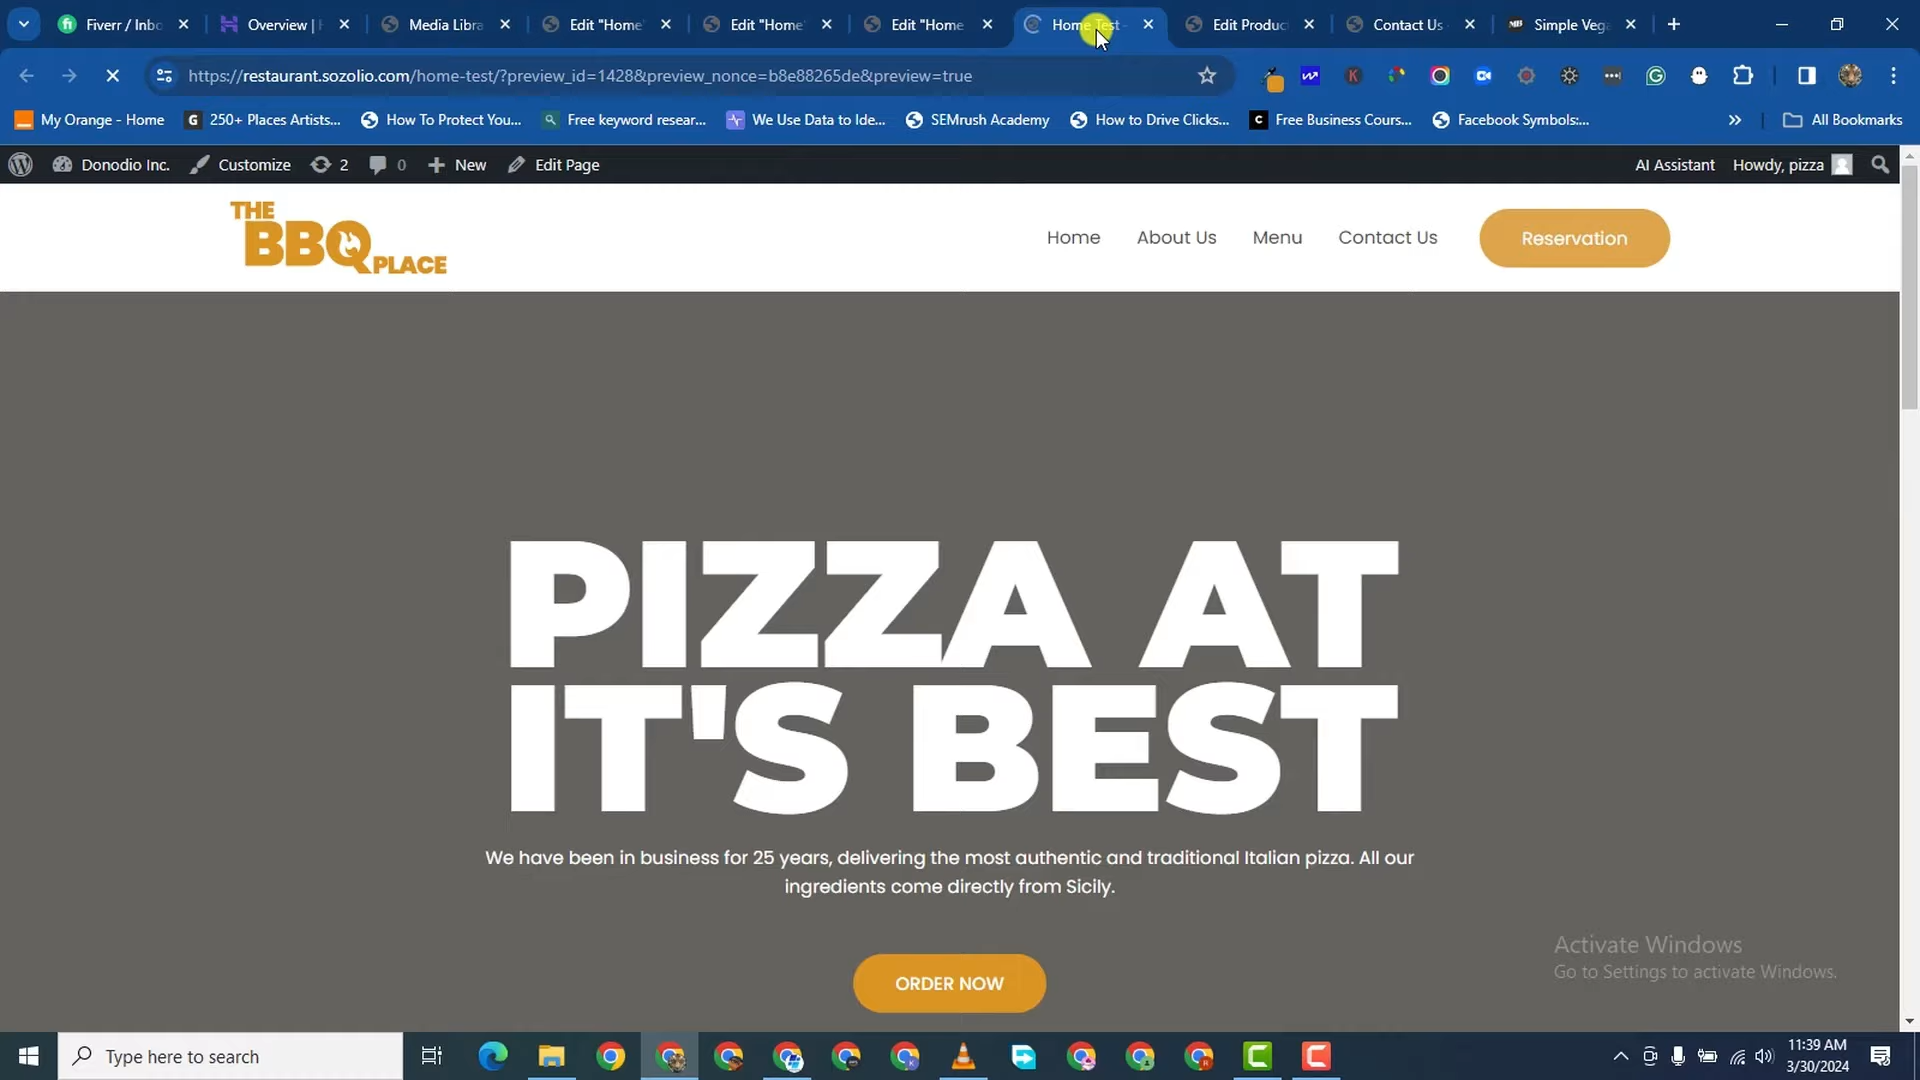 Fiverr / Inbo
Overview |
Media Libra
Edit "Home"
Edit "Home"
Edit "Home
Home Test -
Edit Produc
Contact Us
Simple Vega
https://restaurant.sozolio.com/home-test/?preview_id=1428&preview_nonce=b8e88265de&preview=true
My Orange - Home
250+ Places Artists...
How To Protect You...
Free keyword resear...
We Use Data to Ide...
SEMrush Academy
How to Drive Clicks...
Free Business Cours...
Facebook Symbols:...
All Bookmarks
Donodio Inc.
Customize
2
0
New
Edit Page
AI Assistant
Howdy, pizza
THE
BBQ
PLACE
Home
About Us
Menu
Contact Us
Reservation
PIZZA AT
IT'S BEST
We have been in business for 25 years, delivering the most authentic and traditional Italian pizza. All our
ingredients come directly from Sicily.
ORDER NOW
Activate Windows
Go to Settings to activate Windows.
Type here to search
11:39 AM
3/30/2024